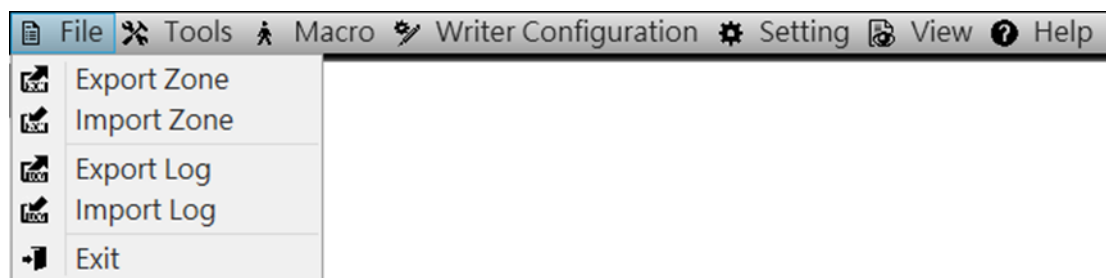 File Tools Macro Writer Configuration Setting View Help
Export Zone
Import Zone
Export Log
Import Log
Exit